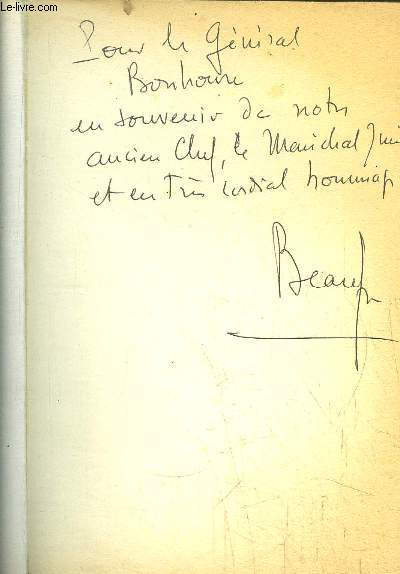 Le-livre.com
Pour le Général
Bonhoure
en souvenir de notre
ancien Chef, le Maréchal Juin
et en très cordial hommage
Beaufre